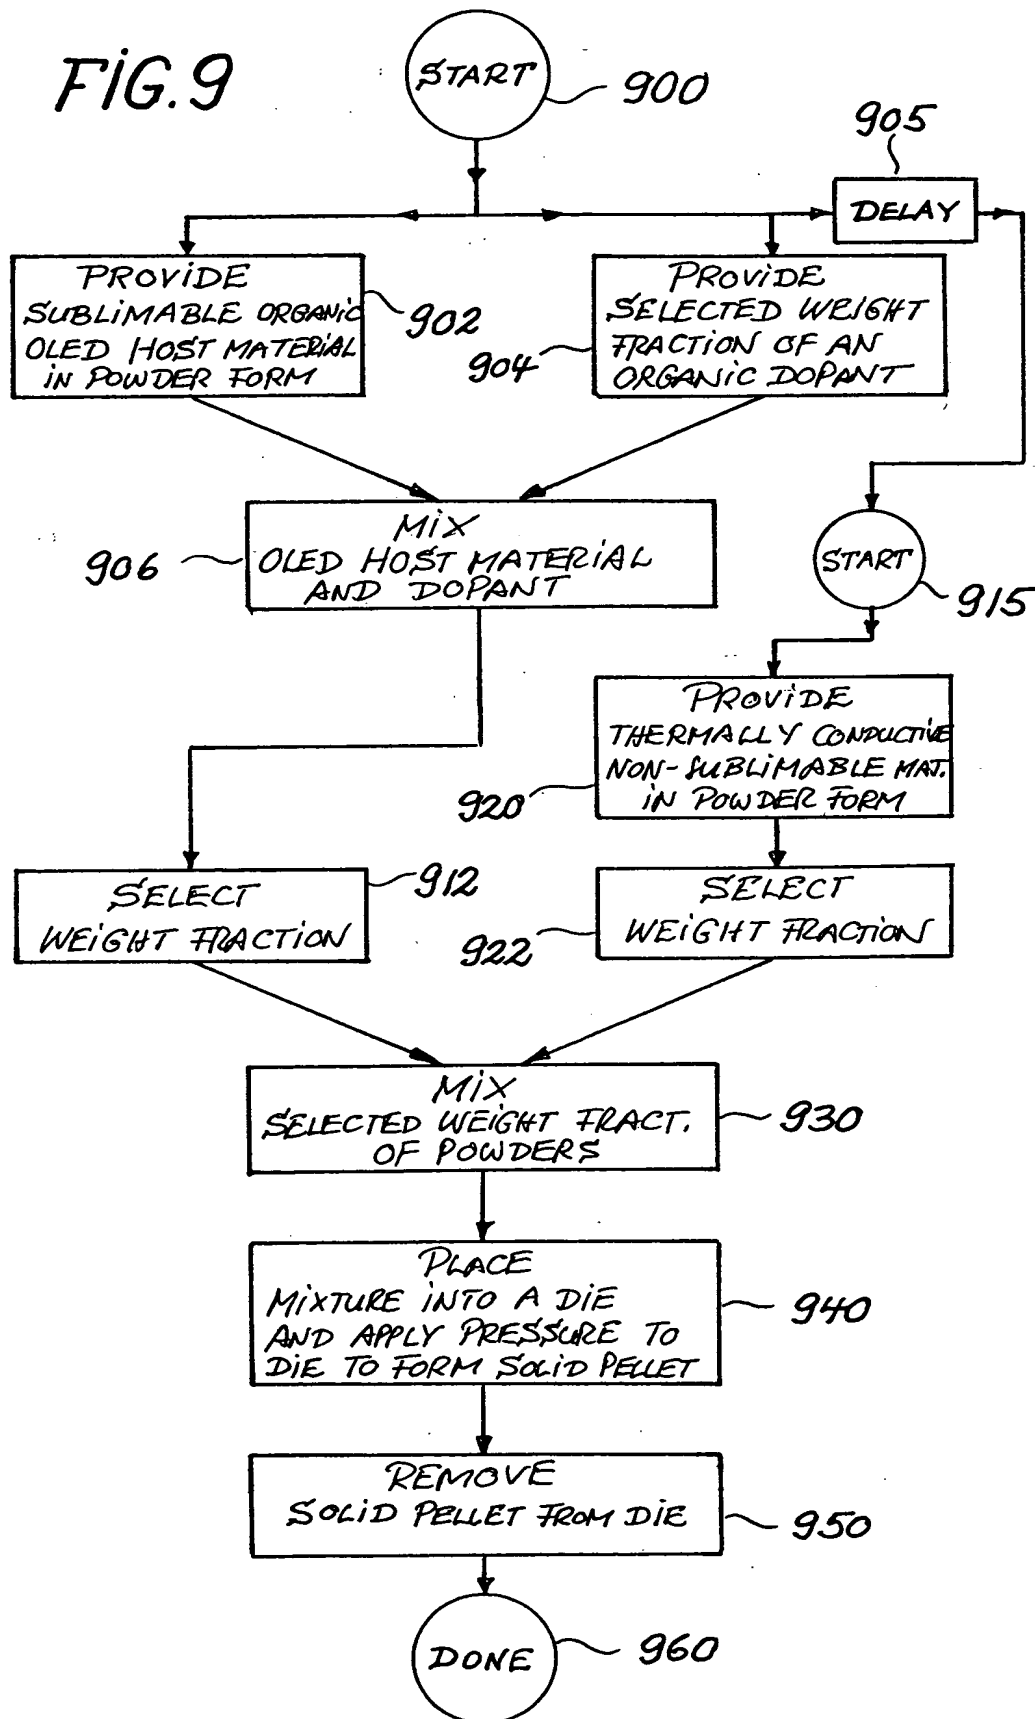 FIG. 9
START
900
905
DELAY
PROVIDE
SUBLIMABLE ORGANIC
OLED HOST MATERIAL
IN POWDER FORM
902
PROVIDE
SELECTED WEIGHT
FRACTION OF AN
ORGANIC DOPANT
904
MIX
OLED HOST MATERIAL
AND DOPANT
906
START
915
PROVIDE
THERMALLY CONDUCTIVE
NON-SUBLIMABLE MAT.
IN POWDER FORM
920
SELECT
WEIGHT FRACTION
912
SELECT
WEIGHT FRACTION
922
MIX
SELECTED WEIGHT FRACT.
OF POWDERS
930
PLACE
MIXTURE INTO A DIE
AND APPLY PRESSURE TO
DIE TO FORM SOLID PELLET
940
REMOVE
SOLID PELLET FROM DIE
950
DONE
960